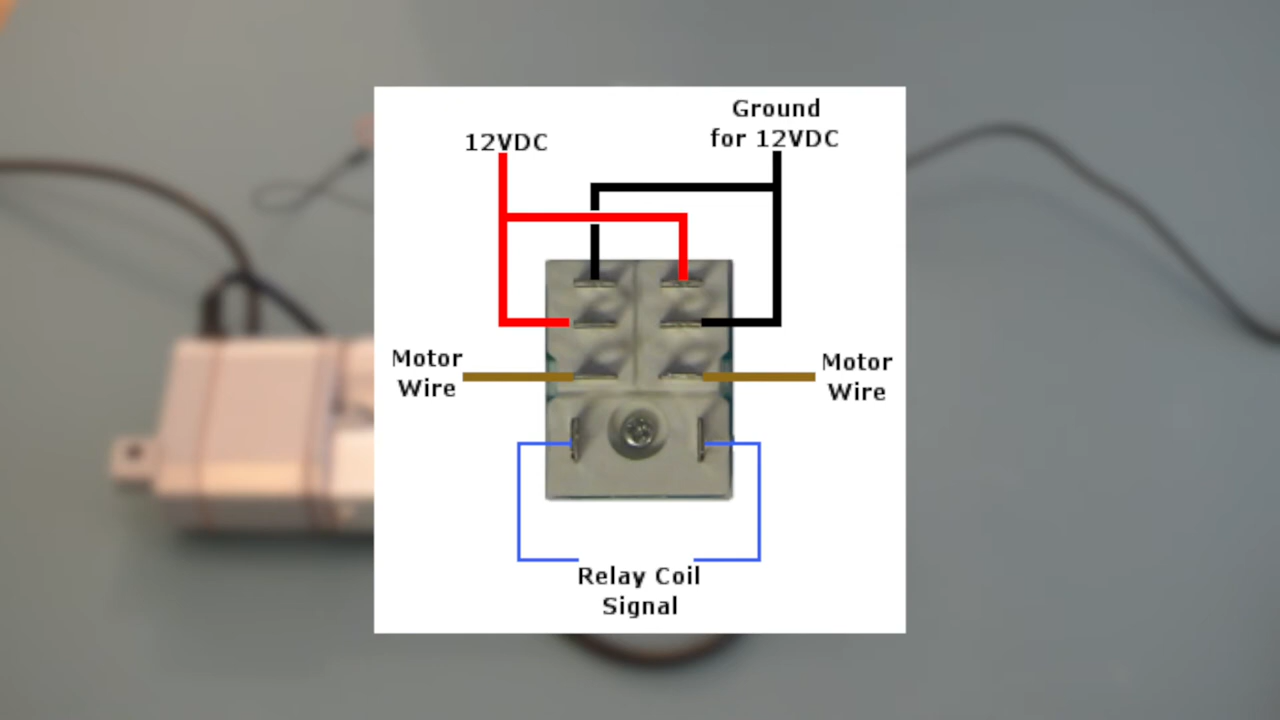 Ground
for 12VDC
12VDC
Motor
Wire
Motor
Wire
Relay Coil
Signal